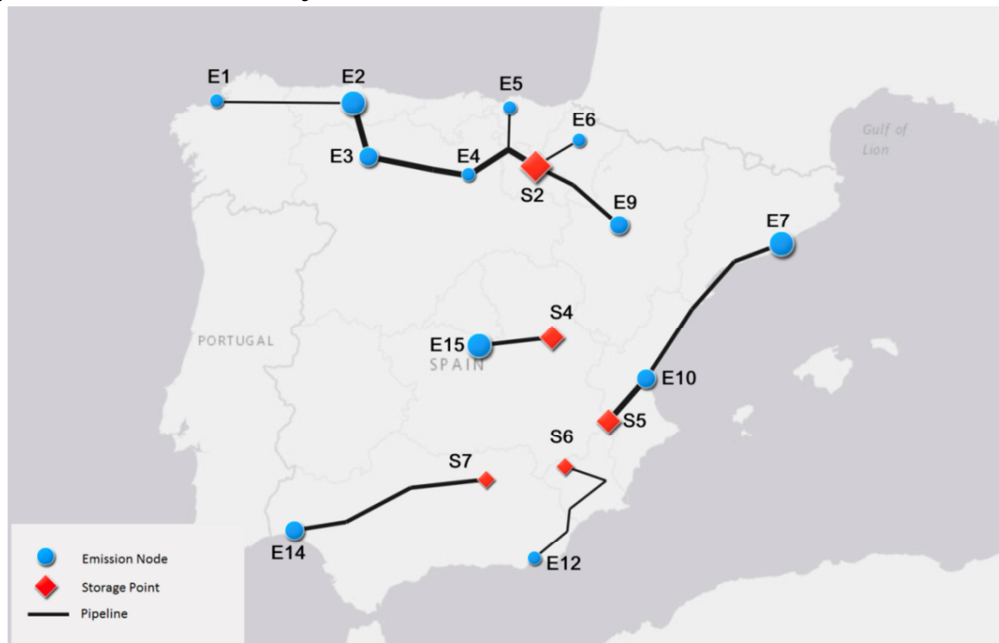 E1
E2
E5
E6
E3
E4
S2
E9
E7
Gulf of
Lion
S4
E15
PORTUGAL
SPAIN
E10
S5
S6
S7
E14
E12
Emission Node
Storage Point
Pipeline